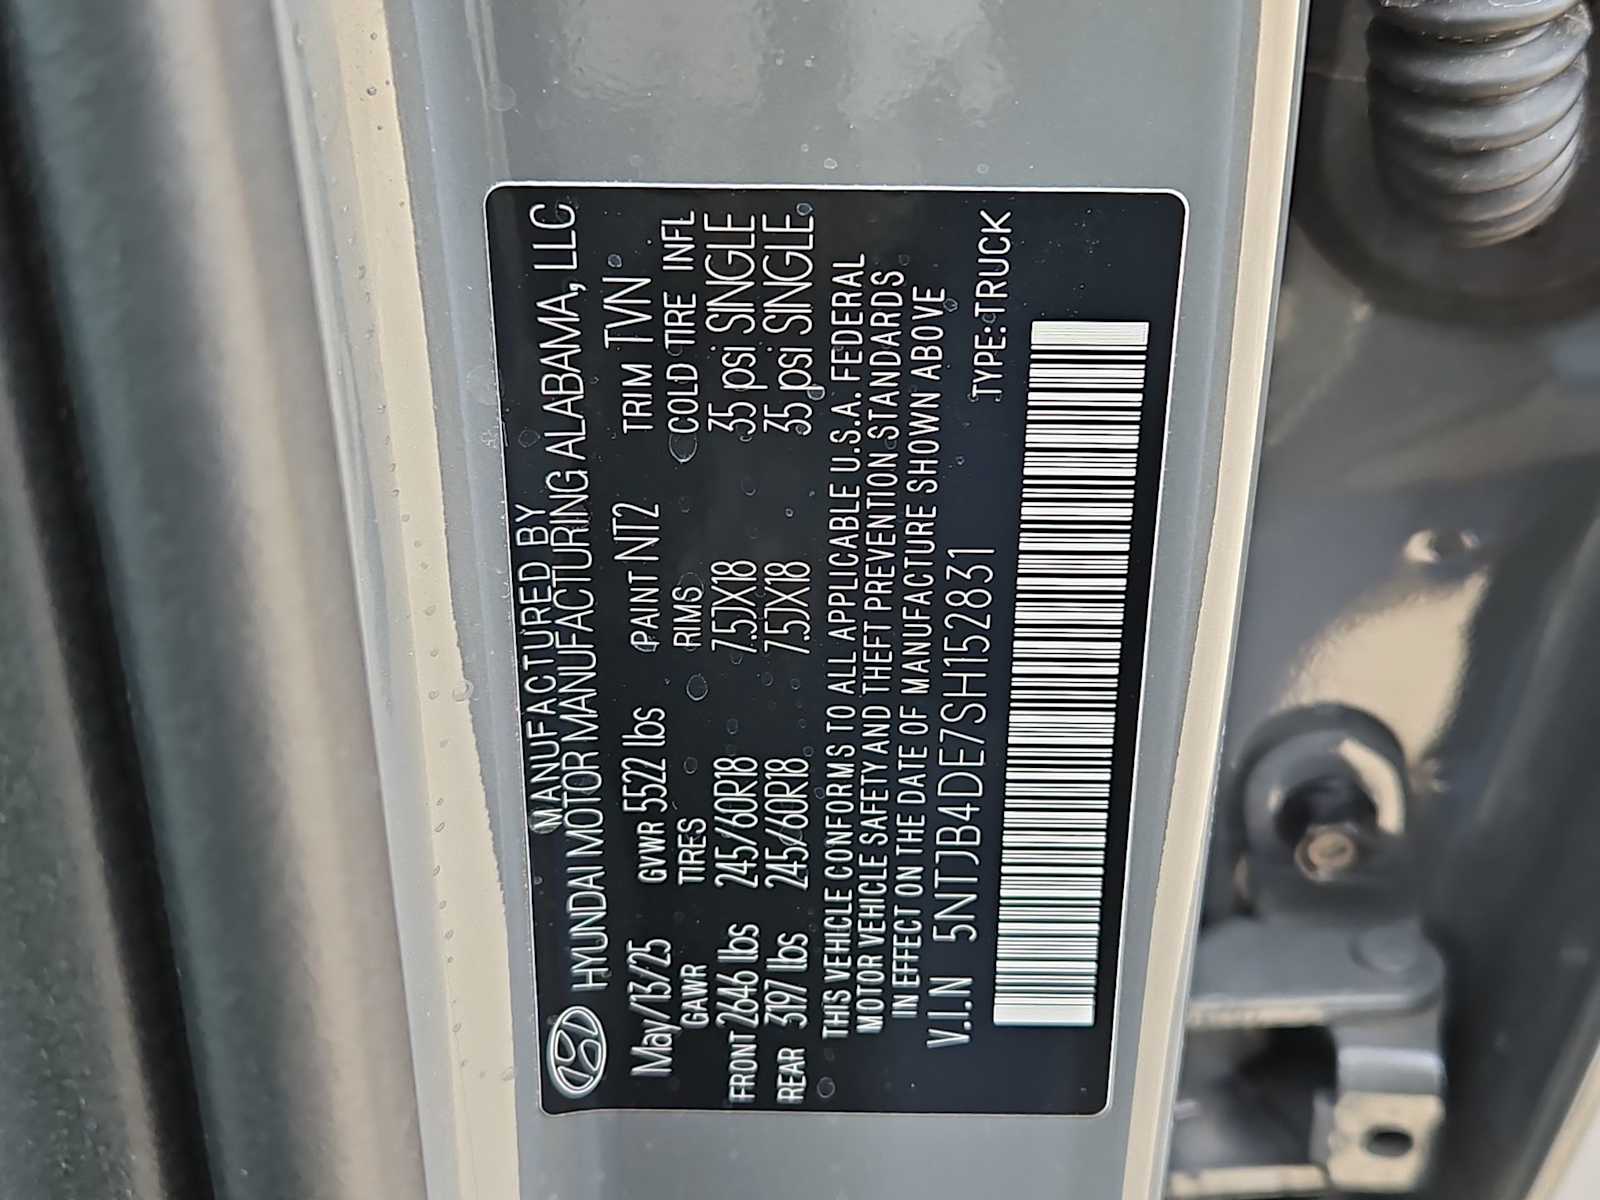 MANUFACTURED BY
HYUNDAI MOTOR MANUFACTURING ALABAMA, LLC
May/13/25 GVWR 5522 lbs PAINT NT2 TRIM TVN
GAWR TIRES RIMS COLD TIRE INFL
FRONT 2646 lbs 245/60R18 7.5JX18 35 psi SINGLE
REAR 3197 lbs 245/60R18 7.5JX18 35 psi SINGLE
THIS VEHICLE CONFORMS TO ALL APPLICABLE U.S.A. FEDERAL
MOTOR VEHICLE SAFETY AND THEFT PREVENTION STANDARDS
IN EFFECT ON THE DATE OF MANUFACTURE SHOWN ABOVE
V.I.N 5NTJB4DE7SH152831 TYPE:TRUCK